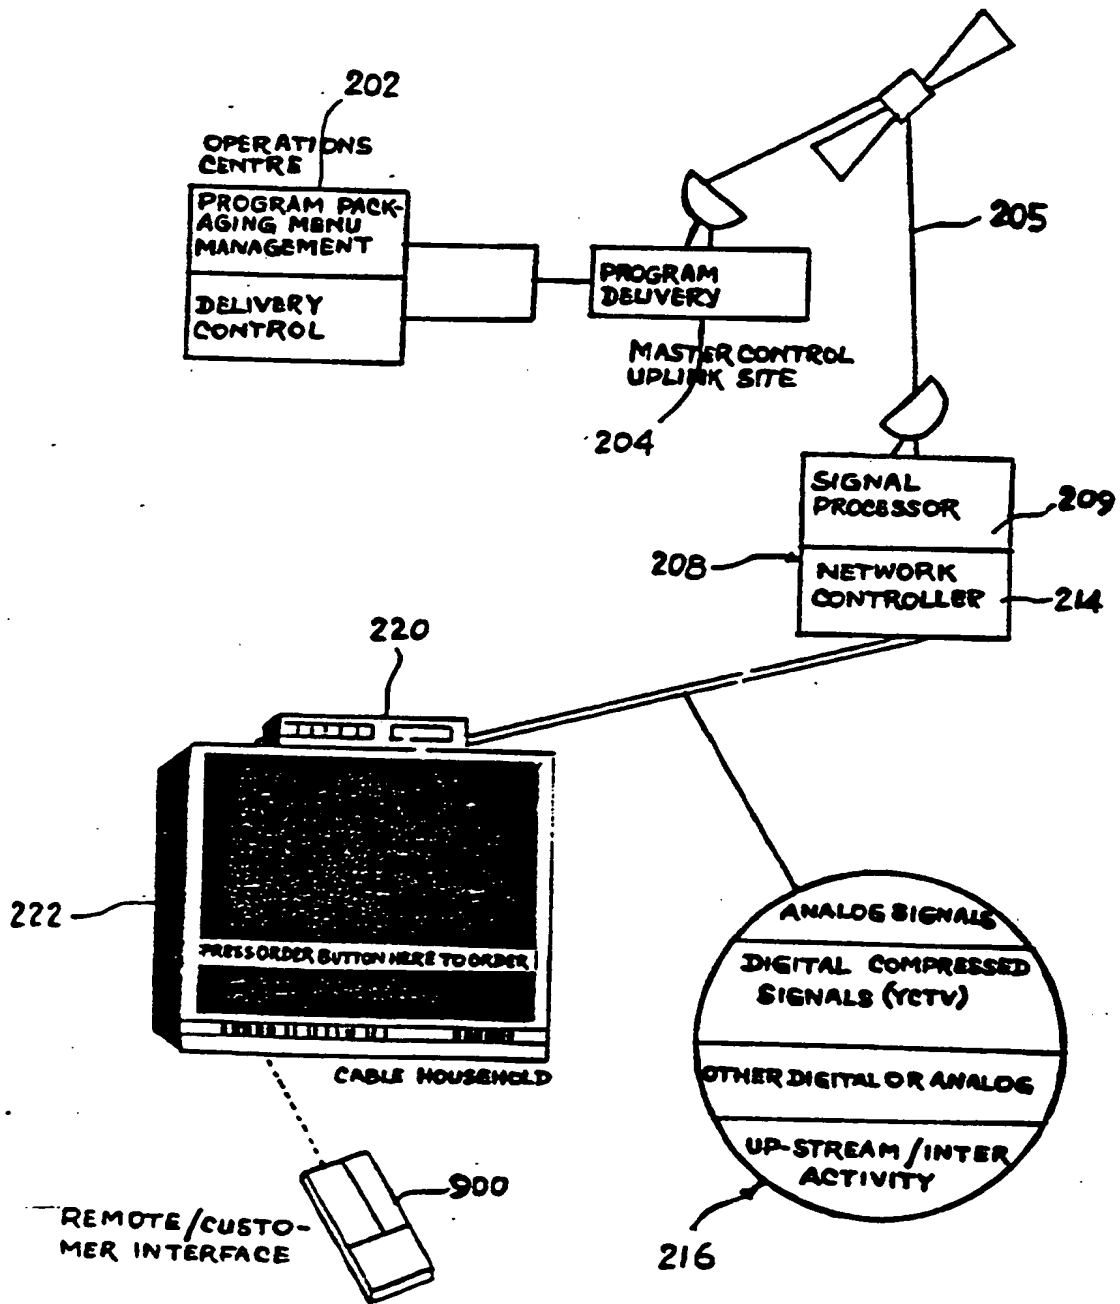 202
OPERATIONS
CENTRE
PROGRAM PACK-
AGING MENU
MANAGEMENT
DELIVERY
CONTROL
PROGRAM
DELIVERY
MASTER CONTROL
UPLINK SITE
204
205
SIGNAL
PROCESSOR
209
208
NETWORK
CONTROLLER
214
220
222
PRESS ORDER BUTTON HERE TO ORDER
CABLE HOUSEHOLD
ANALOG SIGNALS
DIGITAL COMPRESSED
SIGNALS (YCTV)
OTHER DIGITAL OR ANALOG
UP-STREAM/INTER
ACTIVITY
216
900
REMOTE/CUSTO-
MER INTERFACE